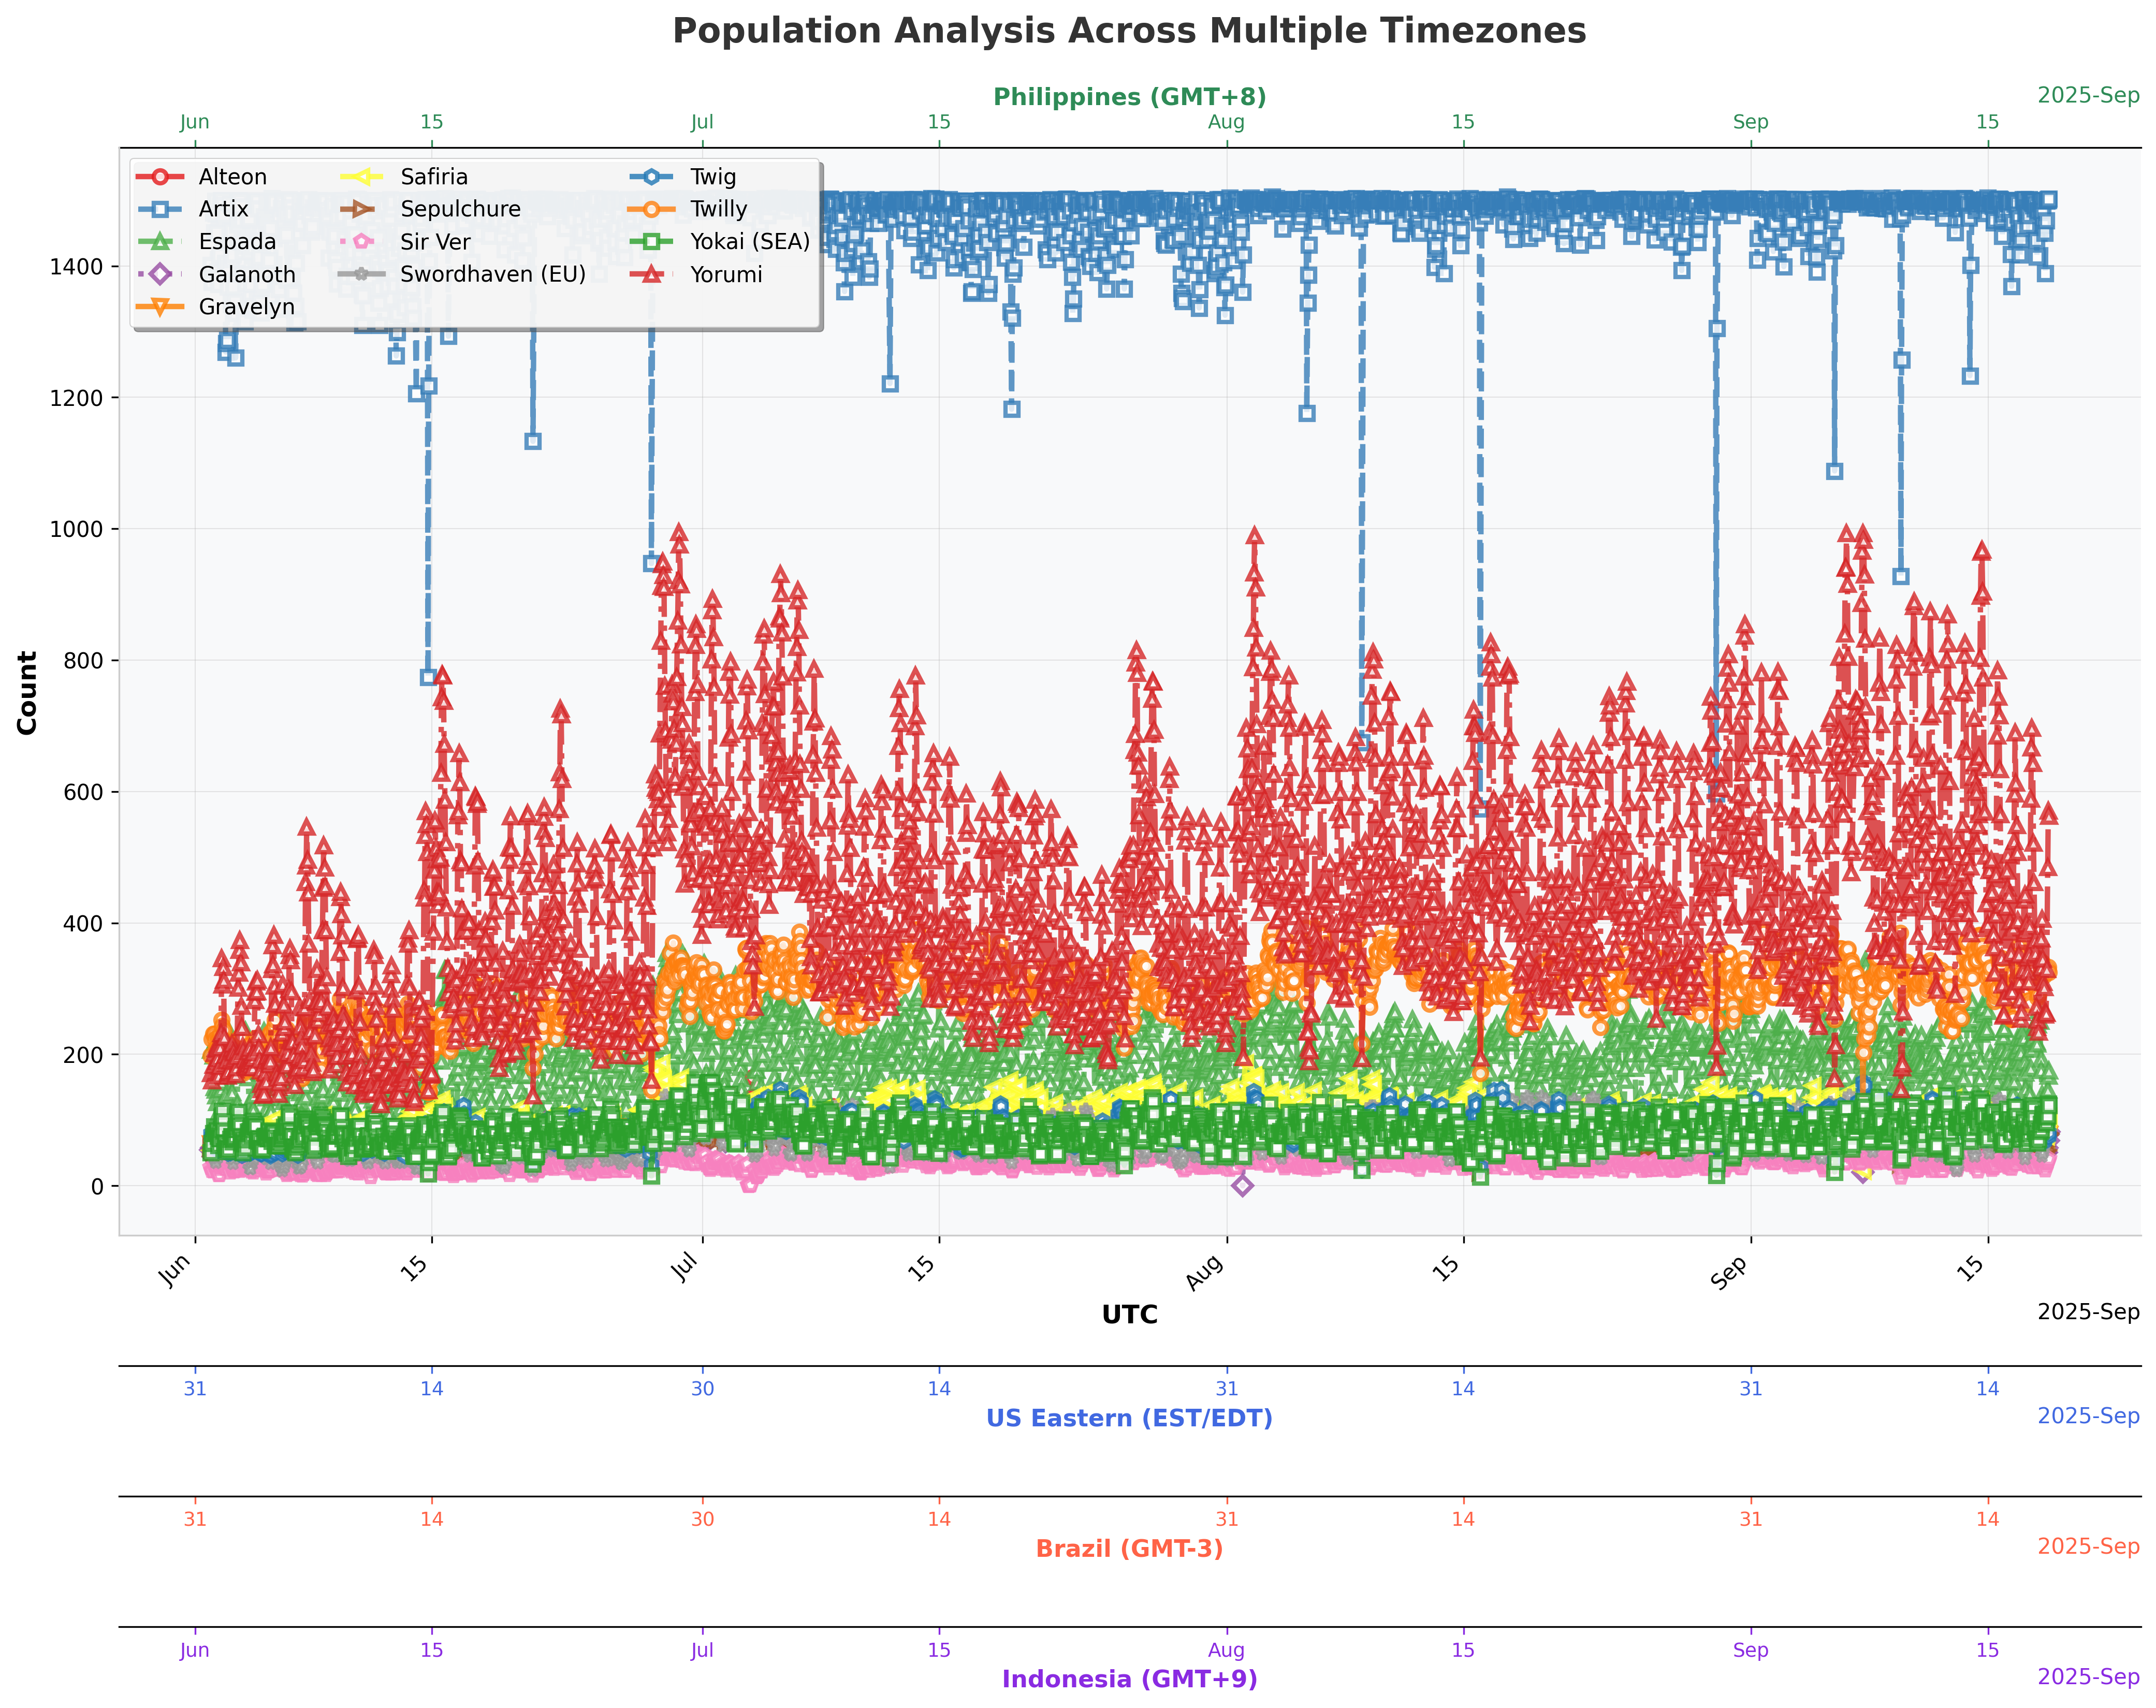 Population Analysis Across Multiple Timezones
Philippines (GMT+8) 2025-Sep
Jun 15 Jul 15 Aug 15 Sep 15
Alteon Safiria Twig
Artix Sepulchure Twilly
Espada Sir Ver Yokai (SEA)
Galanoth Swordhaven (EU) Yorumi
Gravelyn
1400
1200
1000
800
600
400
200
0
Count
Jun 15 Jul 15 Aug 15 Sep 15
UTC 2025-Sep
31 14 30 14 31 14 31 14
US Eastern (EST/EDT) 2025-Sep
31 14 30 14 31 14 31 14
Brazil (GMT-3) 2025-Sep
Jun 15 Jul 15 Aug 15 Sep 15
Indonesia (GMT+9) 2025-Sep